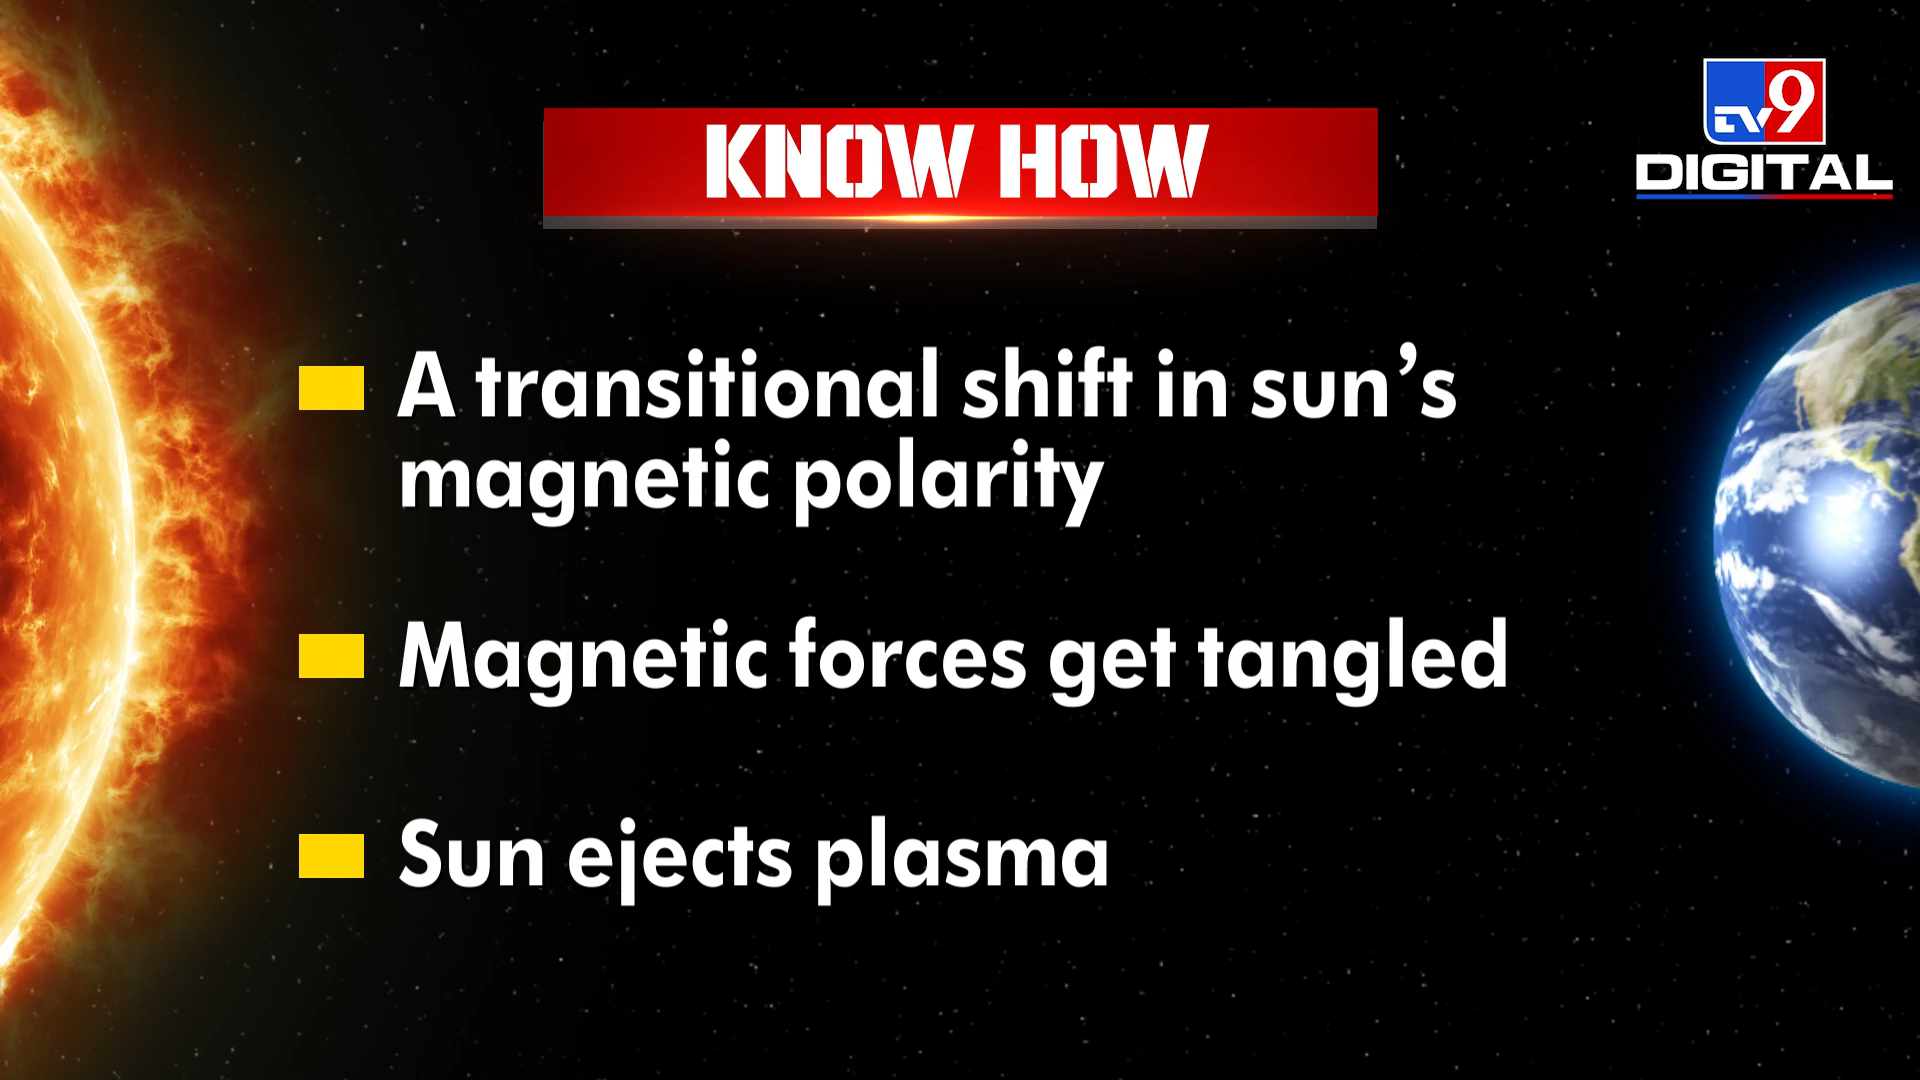 KNOW HOW
TV9
DIGITAL
A transitional shift in sun’s
magnetic polarity
Magnetic forces get tangled
Sun ejects plasma